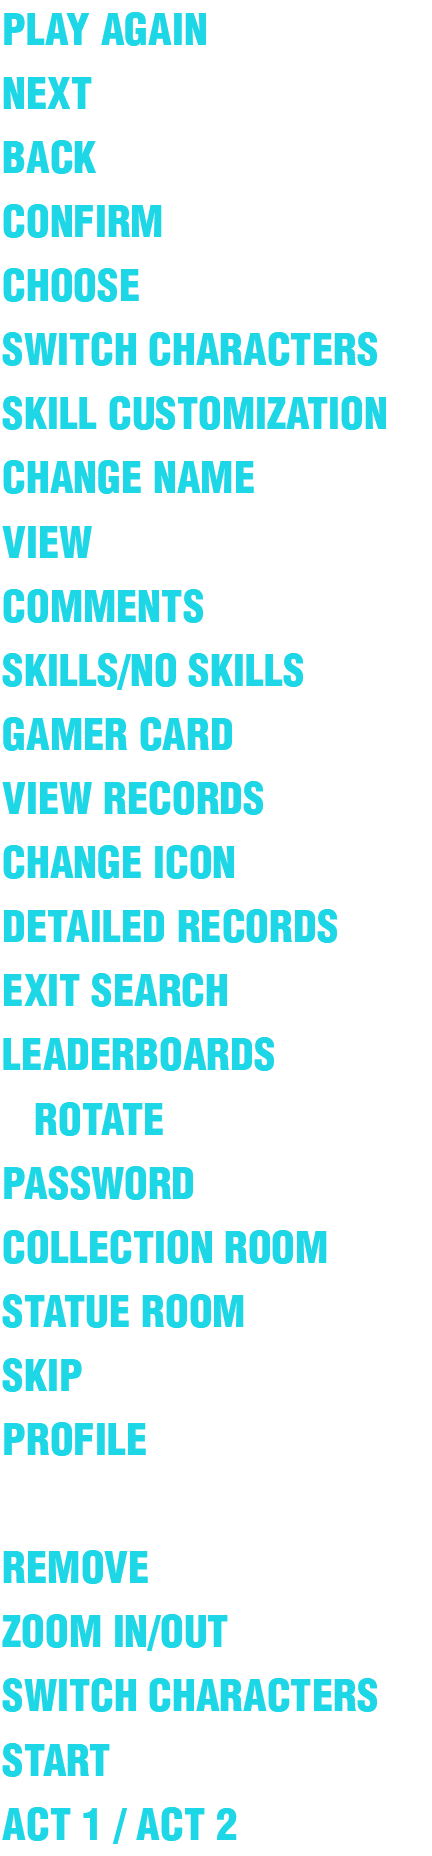 PLAY AGAIN
NEXT
BACK
CONFIRM
CHOOSE
SWITCH CHARACTERS
SKILL CUSTOMIZATION
CHANGE NAME
VIEW
COMMENTS
SKILLS/NO SKILLS
GAMER CARD
VIEW RECORDS
CHANGE ICON
DETAILED RECORDS
EXIT SEARCH
LEADERBOARDS
ROTATE
PASSWORD
COLLECTION ROOM
STATUE ROOM
SKIP
PROFILE
REMOVE
ZOOM IN/OUT
SWITCH CHARACTERS
START
ACT 1 / ACT 2